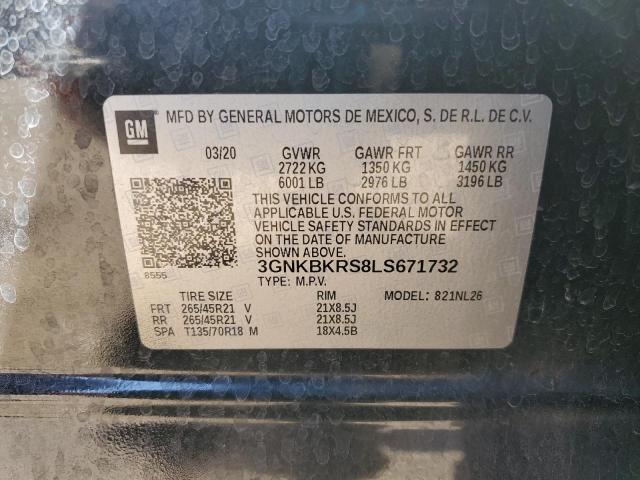 GM
MFD BY GENERAL MOTORS DE MEXICO, S. DE R.L. DE C.V.
03/20 GVWR GAWR FRT GAWR RR
2722 KG 1350 KG 1450 KG
6001 LB 2976 LB 3196 LB
THIS VEHICLE CONFORMS TO ALL
APPLICABLE U.S. FEDERAL MOTOR
VEHICLE SAFETY STANDARDS IN EFFECT
ON THE DATE OF MANUFACTURE
SHOWN ABOVE.
8555 3GNKBKRS8LS671732
TYPE: M.P.V.
TIRE SIZE RIM MODEL: 821NL26
FRT 265/45R21 V 21X8.5J
RR 265/45R21 V 21X8.5J
SPA T135/70R18 M 18X4.5B